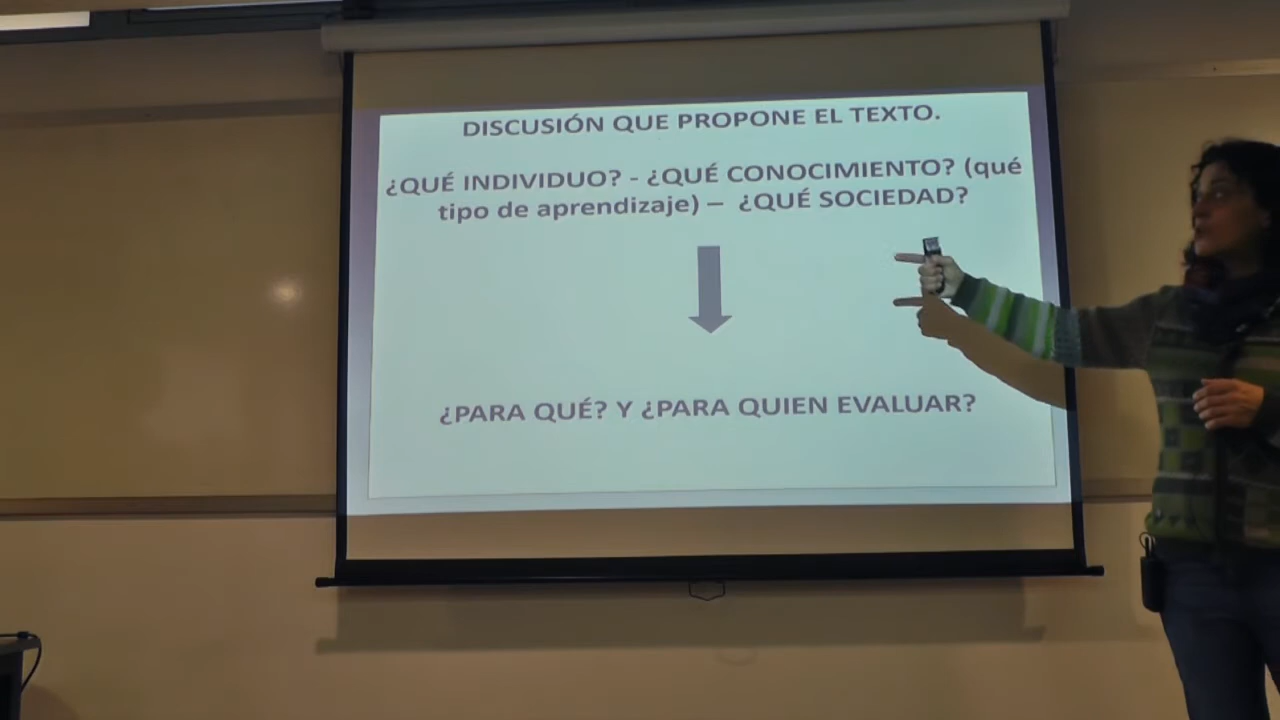 DISCUSIÓN QUE PROPONE EL TEXTO.
¿QUÉ INDIVIDUO? - ¿QUÉ CONOCIMIENTO? (qué
tipo de aprendizaje) – ¿QUÉ SOCIEDAD?
¿PARA QUÉ? Y ¿PARA QUIEN EVALUAR?